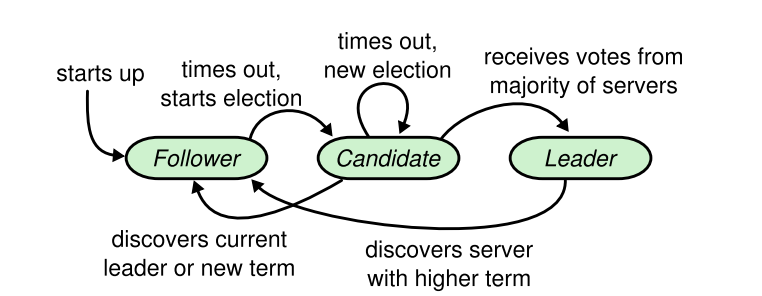 starts up
times out,
starts election
times out,
new election
receives votes from
majority of servers
Follower
Candidate
Leader
discovers current
leader or new term
discovers server
with higher term